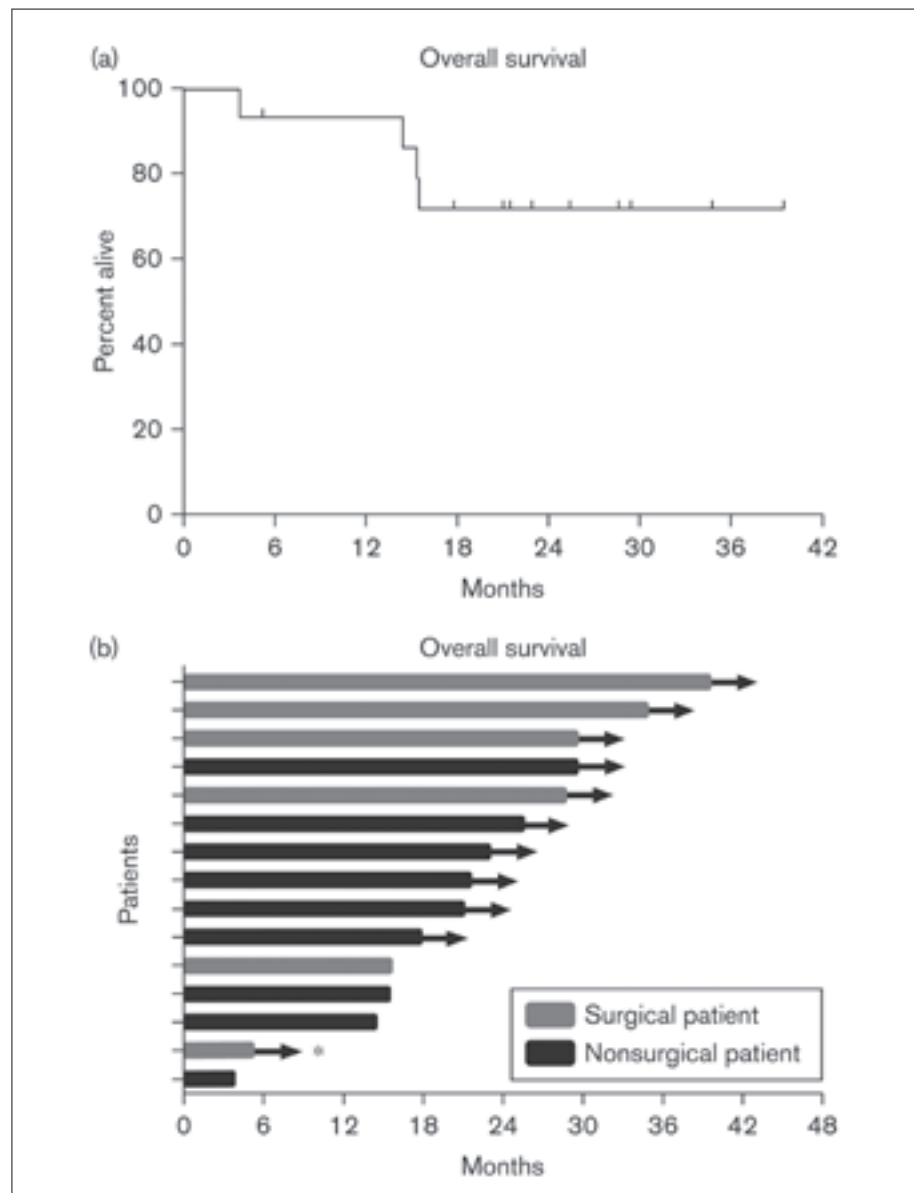 (a) Overall survival
100
80
60
40
20
0
Percent alive
0 6 12 18 24 30 36 42
Months
(b) Overall survival
Patients
Surgical patient
Nonsurgical patient
*
0 6 12 18 24 30 36 42 48
Months